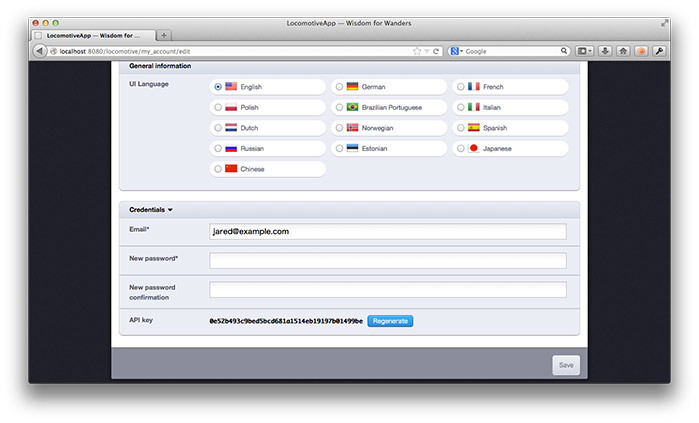 LocomotiveApp — Wisdom for Wanders
LocomotiveApp — Wisdom for W...
localhost:8080/locomotive/my_account/edit
Google
General information
UI Language
English
German
French
Polish
Brazilian Portuguese
Italian
Dutch
Norwegian
Spanish
Russian
Estonian
Japanese
Chinese
Credentials
Email*
jared@example.com
New password*
New password
confirmation
API key
0e52b493c9bed5bcd681a1514eb19197b01499be
Regenerate
Save